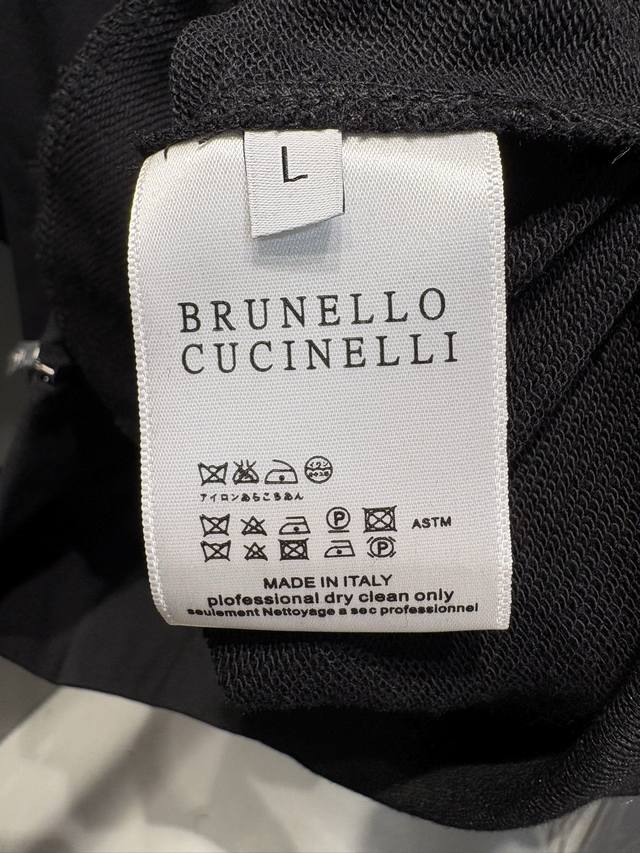 L
BRUNELLO
CUCINELLI
P
アイロンあらころあん
P ASTM
P
MADE IN ITALY
plofessional dry clean only
seulement Nettoyage a sec professionnel